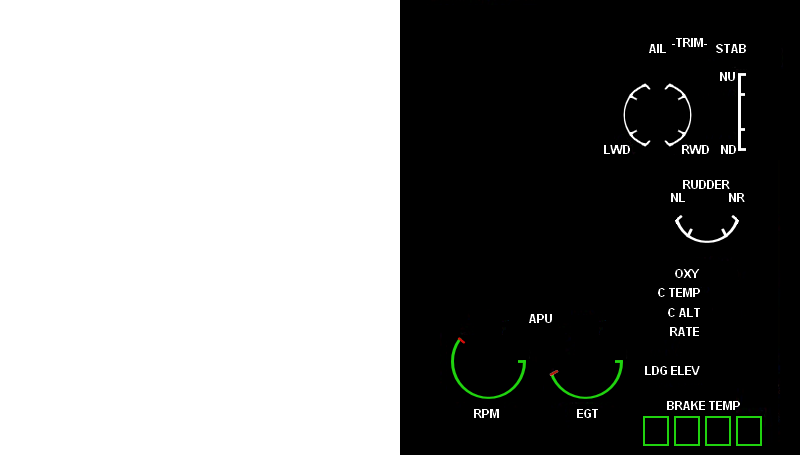 -TRIM-
AIL STAB
NU
LWD RWD ND
RUDDER
NL NR
OXY
C TEMP
C ALT
APU
RATE
LDG ELEV
BRAKE TEMP
RPM EGT